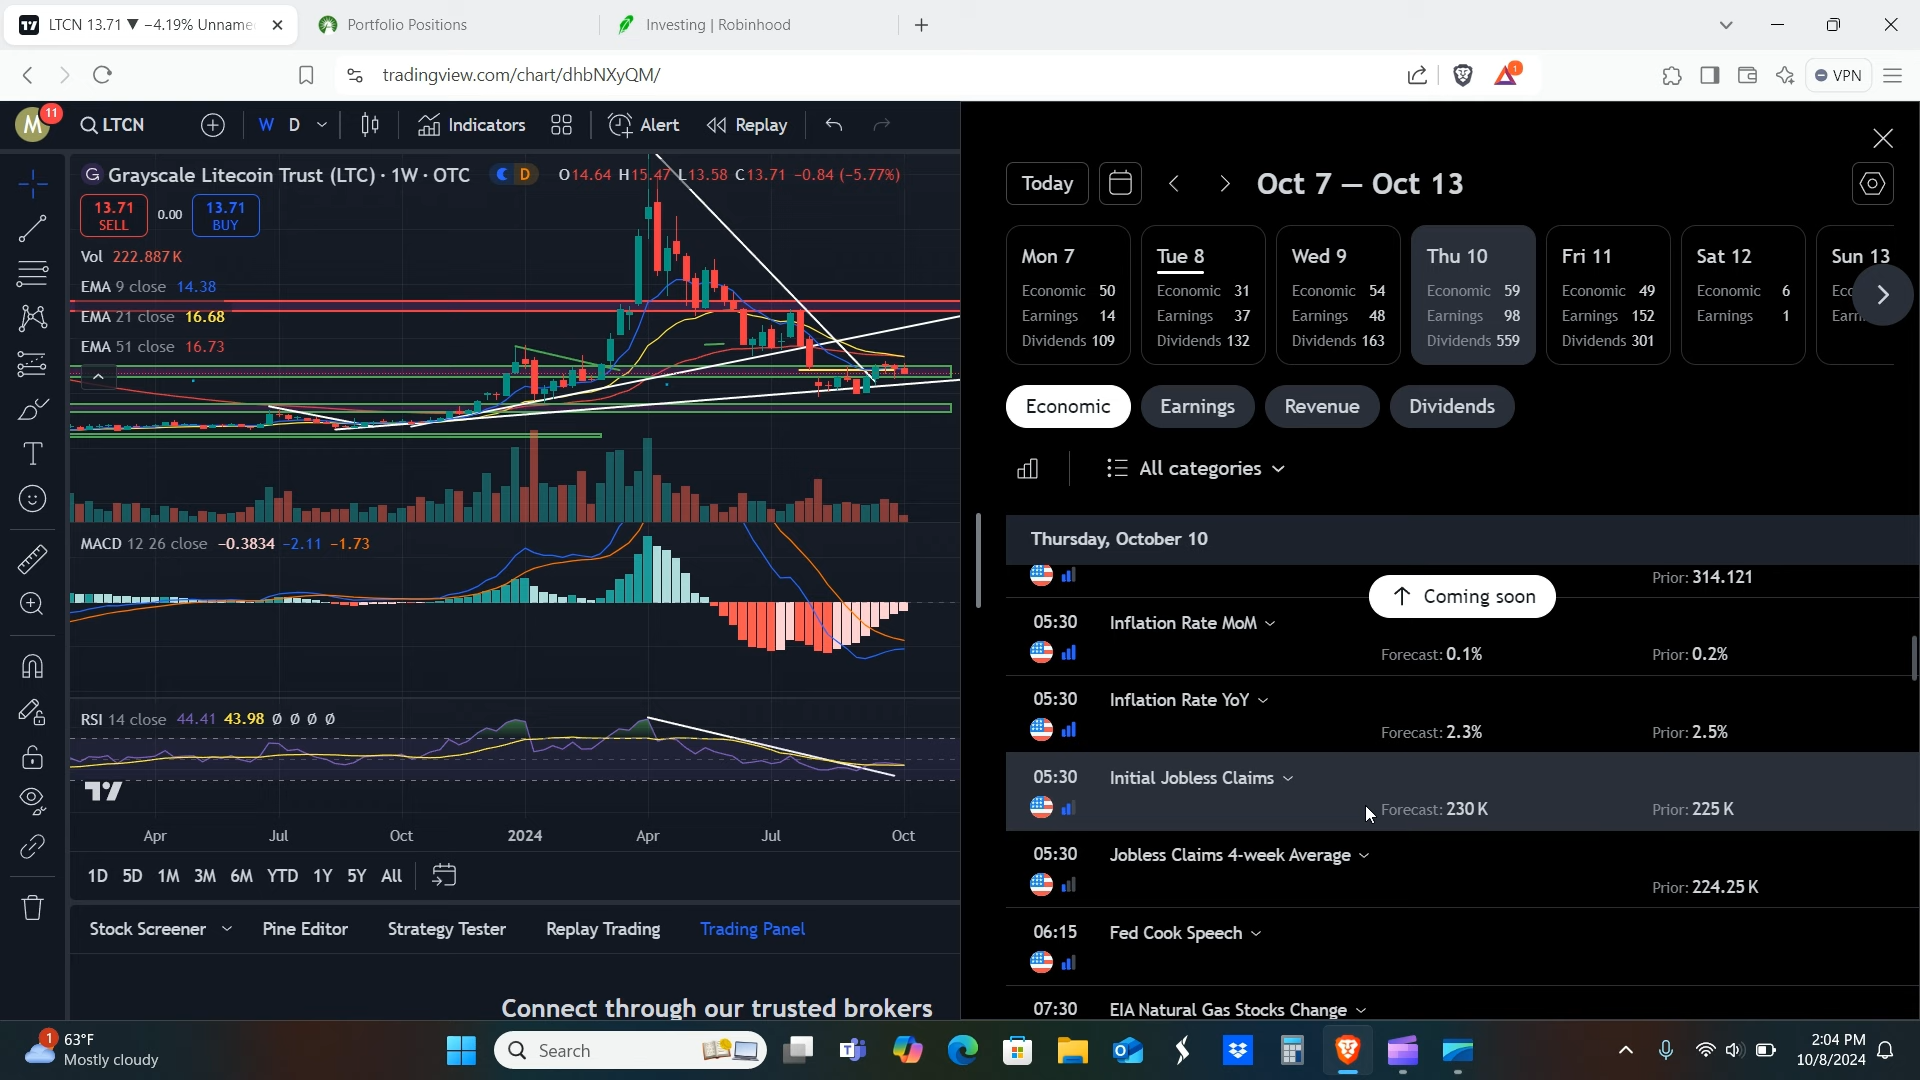 LTCN 13.71 ▼ −4.19% Unname
Portfolio Positions
Investing | Robinhood
tradingview.com/chart/dhbNXyQM/
1
VPN
M
11
LTCN
W
D
Indicators
Alert
Replay
G Grayscale Litecoin Trust (LTC) · 1W · OTC
D
O14.64 H15.47 L13.58 C13.71 −0.84 (−5.77%)
13.71
SELL
0.00
13.71
BUY
Vol 222.887K
EMA 9 close 14.38
EMA 21 close 16.68
EMA 51 close 16.73
MACD 12 26 close −0.3834 −2.11 −1.73
RSI 14 close 44.41 43.98 Ø Ø Ø Ø
Apr
Jul
Oct
2024
Apr
Jul
Oct
1D 5D 1M 3M 6M YTD 1Y 5Y All
Stock Screener
Pine Editor
Strategy Tester
Replay Trading
Trading Panel
Connect through our trusted brokers
Today
Oct 7 — Oct 13
Mon 7
Economic 50
Earnings 14
Dividends 109
Tue 8
Economic 31
Earnings 37
Dividends 132
Wed 9
Economic 54
Earnings 48
Dividends 163
Thu 10
Economic 59
Earnings 98
Dividends 559
Fri 11
Economic 49
Earnings 152
Dividends 301
Sat 12
Economic 6
Earnings 1
Sun 13
Economic
Earnings
Revenue
Dividends
All categories
Thursday, October 10
Prior: 314.121
Coming soon
05:30 Inflation Rate MoM
Forecast: 0.1% Prior: 0.2%
05:30 Inflation Rate YoY
Forecast: 2.3% Prior: 2.5%
05:30 Initial Jobless Claims
Forecast: 230 K Prior: 225 K
05:30 Jobless Claims 4-week Average
Prior: 224.25 K
06:15 Fed Cook Speech
07:30 EIA Natural Gas Stocks Change
1
63°F
Mostly cloudy
Search
2:04 PM
10/8/2024